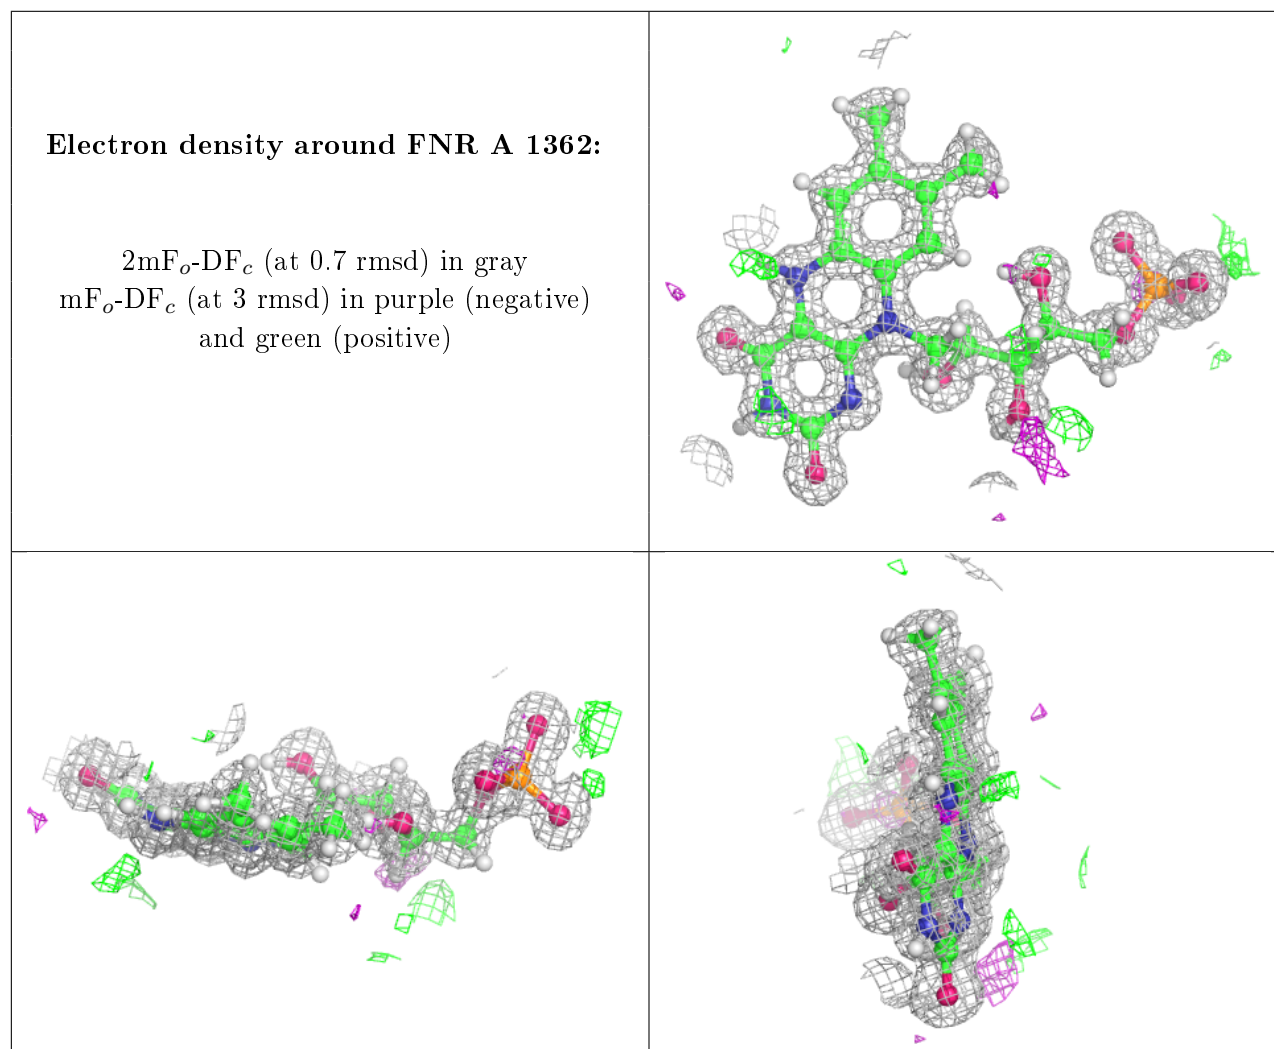 Electron density around FNR A 1362:
2mFo-DFc (at 0.7 rmsd) in gray
mFo-DFc (at 3 rmsd) in purple (negative)
and green (positive)